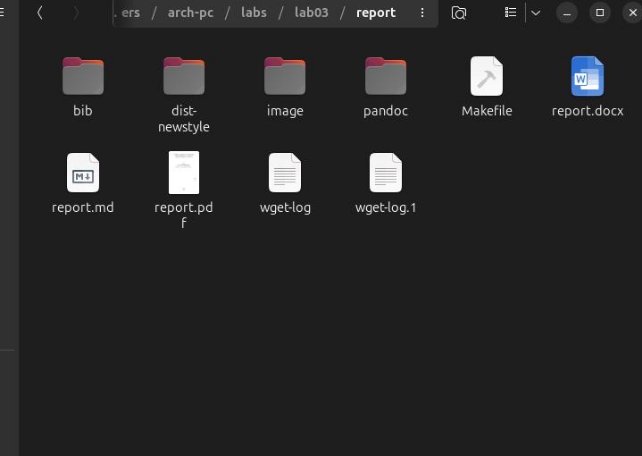 . ers / arch-pc / labs / lab03 / report
bib
dist-
newstyle
image
pandoc
Makefile
report.docx
report.md
report.pd
f
wget-log
wget-log.1